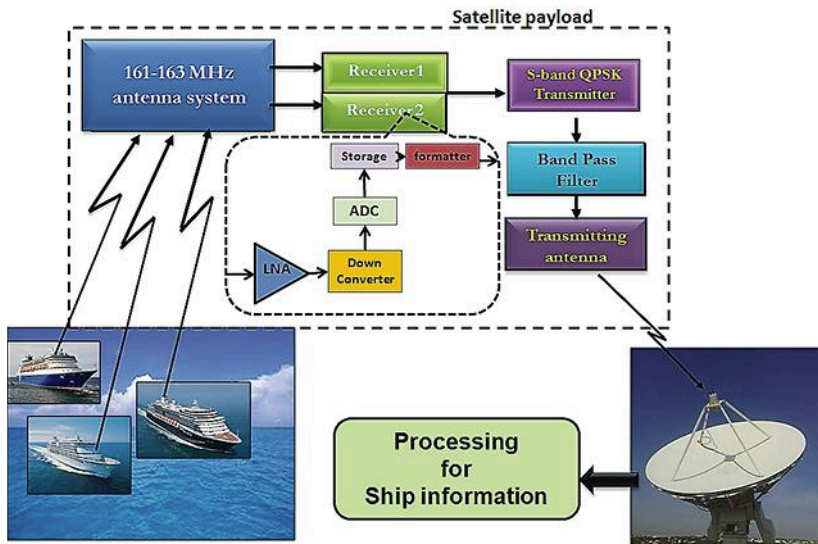 Satellite payload
161-163 MHz
antenna system
Receiver1
Receiver2
S-band QPSK
Transmitter
Storage
formatter
Band Pass
Filter
ADC
LNA
Down
Converter
Transmitting
antenna
Processing
for
Ship information